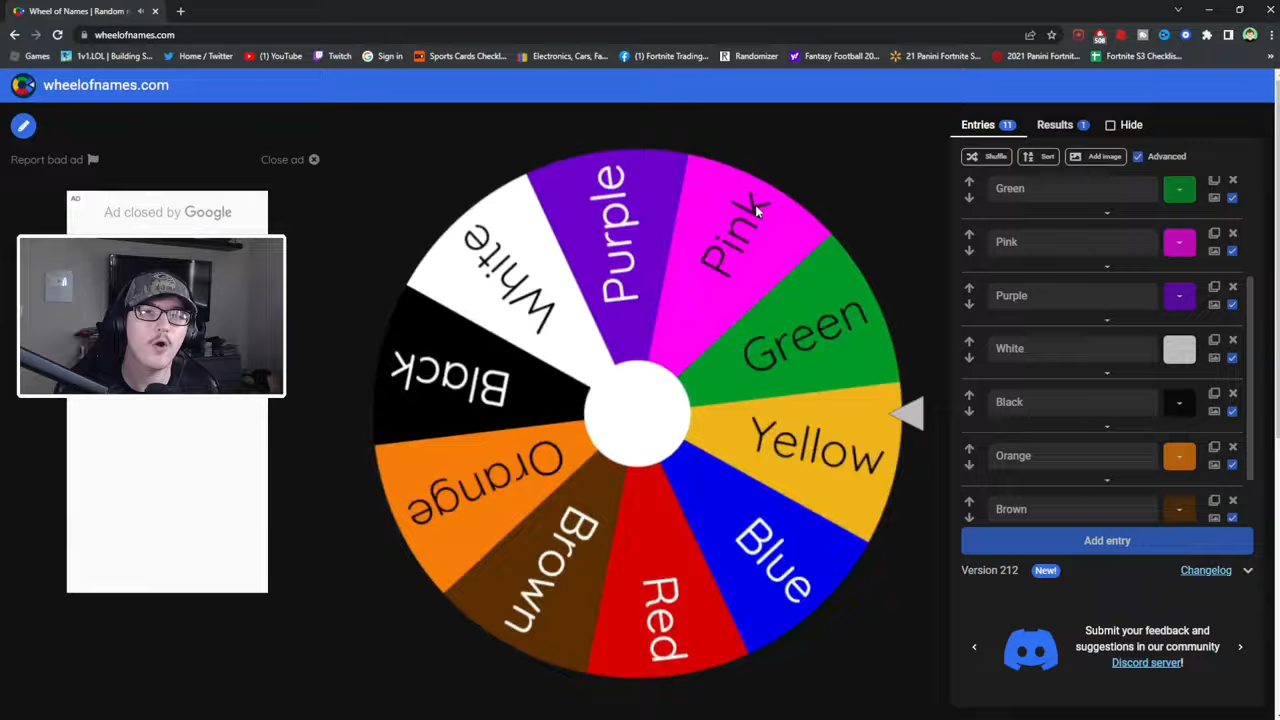 Wheel of Names | Random
wheelofnames.com
Games
1v1.LOL | Building S...
Home / Twitter
(1) YouTube
Twitch
Sign in
Sports Cards Checkl...
Electronics, Cars, Fa...
(1) Fortnite Trading...
Randomizer
Fantasy Football 20...
21 Panini Fortnite S...
2021 Panini Fortnit...
Fortnite S3 Checklis...
508
wheelofnames.com
Report bad ad
Close ad
AD
Ad closed by Google
Purple
Pink
Green
Yellow
Blue
Red
Brown
Orange
Black
White
Entries 11
Results 1
Hide
Shuffle
Sort
Add image
Advanced
Green
Pink
Purple
White
Black
Orange
Brown
Add entry
Version 212
New!
Changelog
Submit your feedback and
suggestions in our community
Discord server!